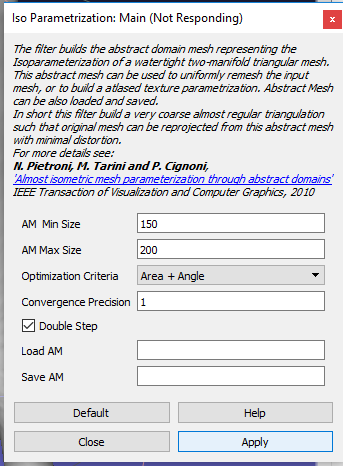 Iso Parametrization: Main (Not Responding)
The filter builds the abstract domain mesh representing the
Isoparameterization of a watertight two-manifold triangular mesh.
This abstract mesh can be used to uniformly remesh the input
mesh, or to build a atlased texture parametrization. Abstract Mesh
can be also loaded and saved.
In short this filter build a very coarse almost regular triangulation
such that original mesh can be reprojected from this abstract mesh
with minimal distortion.
For more details see:
N. Pietroni, M. Tarini and P. Cignoni,
'Almost isometric mesh parameterization through abstract domains'
IEEE Transaction of Visualization and Computer Graphics, 2010
AM Min Size 150
AM Max Size 200
Optimization Criteria Area + Angle
Convergence Precision 1
Double Step
Load AM
Save AM
Default Help
Close Apply